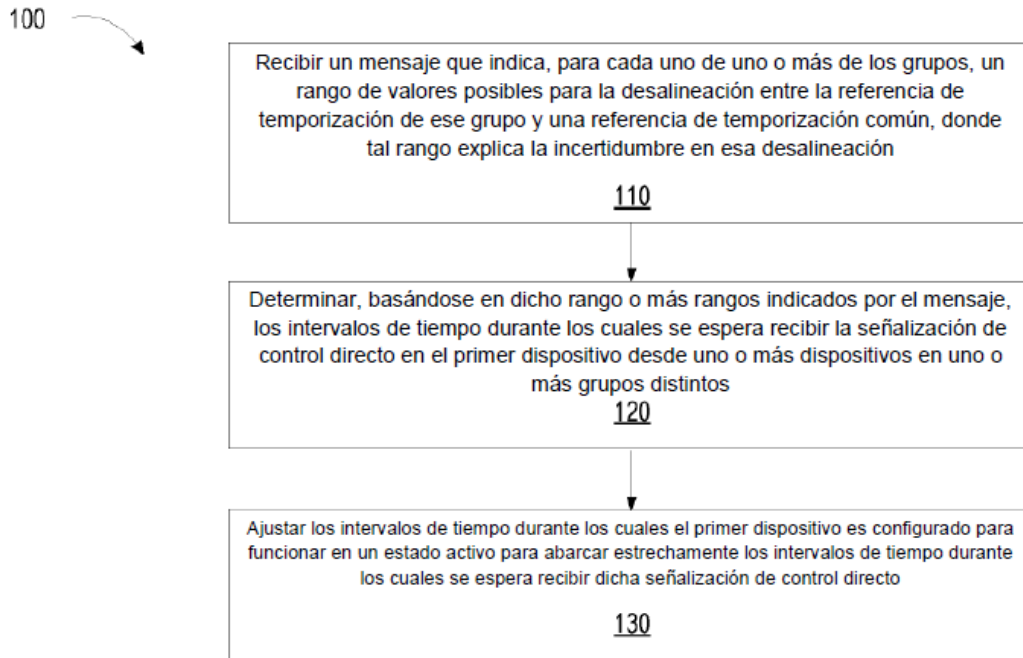 100
Recibir un mensaje que indica, para cada uno de uno o más de los grupos, un
rango de valores posibles para la desalineación entre la referencia de
temporización de ese grupo y una referencia de temporización común, donde
tal rango explica la incertidumbre en esa desalineación
110
Determinar, basándose en dicho rango o más rangos indicados por el mensaje,
los intervalos de tiempo durante los cuales se espera recibir la señalización de
control directo en el primer dispositivo desde uno o más dispositivos en uno o
más grupos distintos
120
Ajustar los intervalos de tiempo durante los cuales el primer dispositivo es configurado para
funcionar en un estado activo para abarcar estrechamente los intervalos de tiempo durante
los cuales se espera recibir dicha señalización de control directo
130